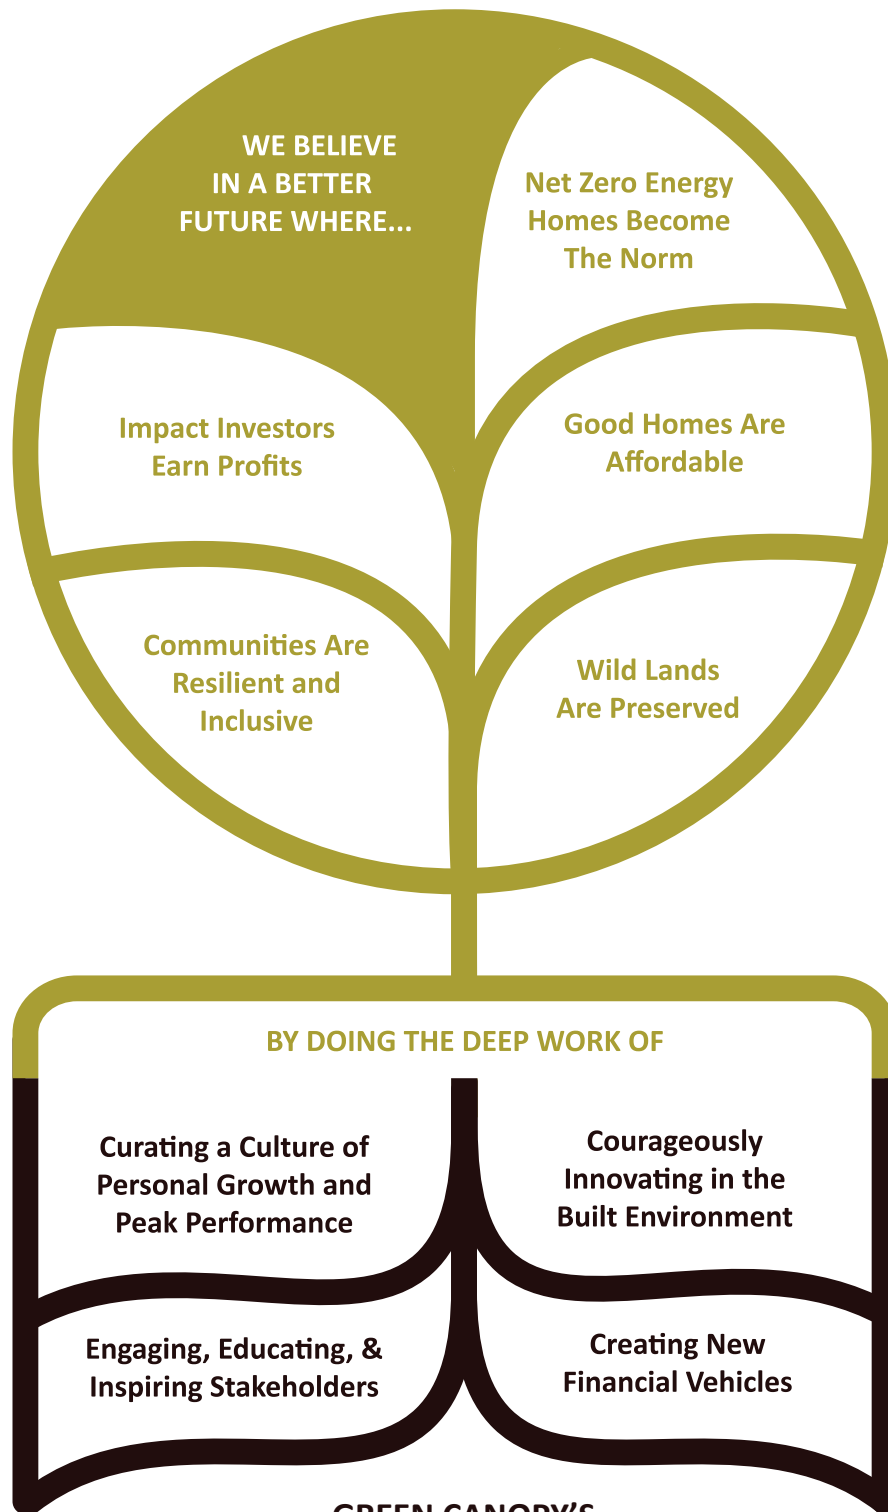 WE BELIEVE
IN A BETTER
FUTURE WHERE...
Net Zero Energy
Homes Become
The Norm
Impact Investors
Earn Profits
Good Homes Are
Affordable
Communities Are
Resilient and
Inclusive
Wild Lands
Are Preserved
BY DOING THE DEEP WORK OF
Curating a Culture of
Personal Growth and
Peak Performance
Courageously
Innovating in the
Built Environment
Engaging, Educating, &
Inspiring Stakeholders
Creating New
Financial Vehicles
GREEN CANOPY'S